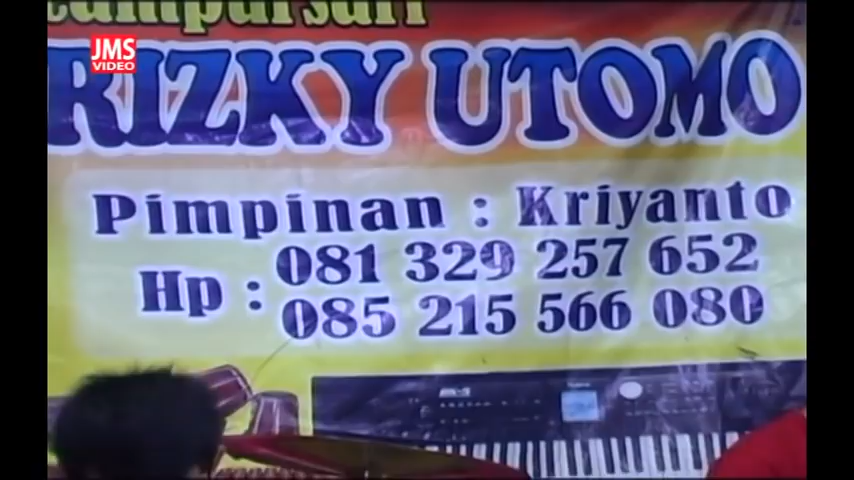 JMS
VIDEO
RIZKY UTOMO
Pimpinan : Kriyanto
Hp : 081 329 257 652
085 215 566 080